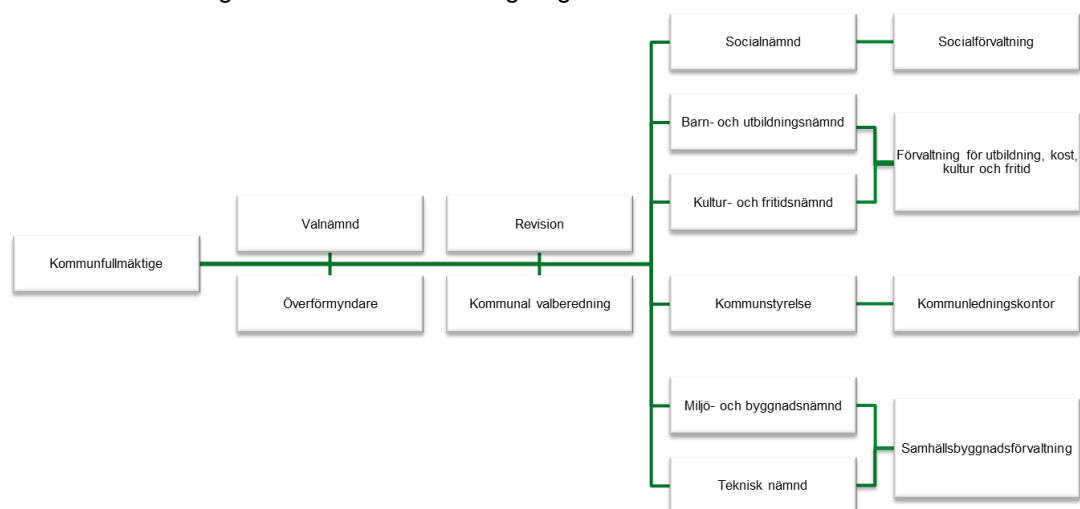 Socialnämnd
Socialförvaltning
Barn- och utbildningsnämnd
Förvaltning för utbildning, kost,
kultur och fritid
Kultur- och fritidsnämnd
Valnämnd
Revision
Kommunfullmäktige
Överförmyndare
Kommunal valberedning
Kommunstyrelse
Kommunledningskontor
Miljö- och byggnadsnämnd
Samhällsbyggnadsförvaltning
Teknisk nämnd